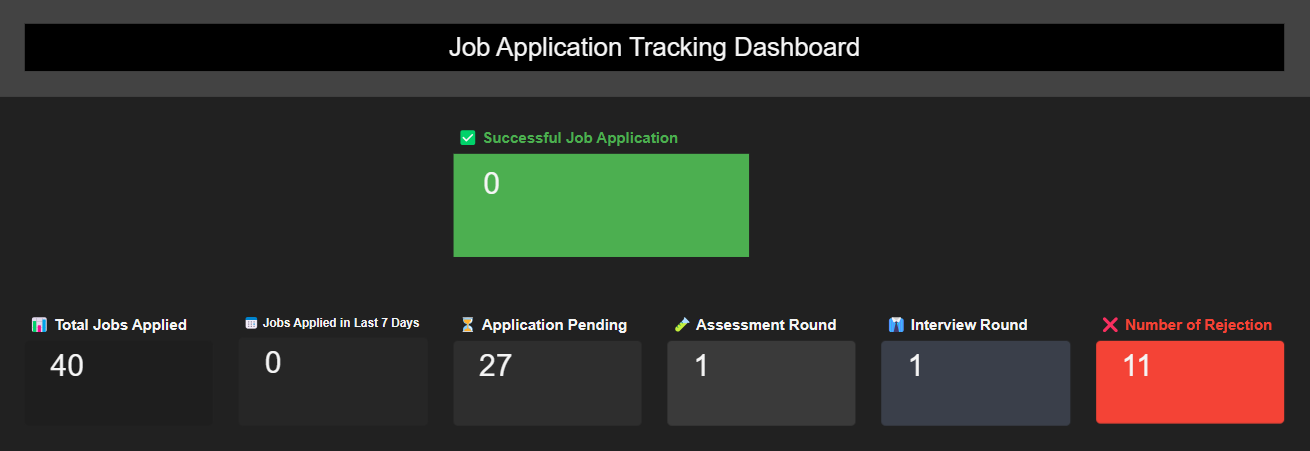 Job Application Tracking Dashboard
✅ Successful Job Application
0
📊 Total Jobs Applied
40
📅 Jobs Applied in Last 7 Days
0
⏳ Application Pending
27
🧪 Assessment Round
1
👔 Interview Round
1
❌ Number of Rejection
11